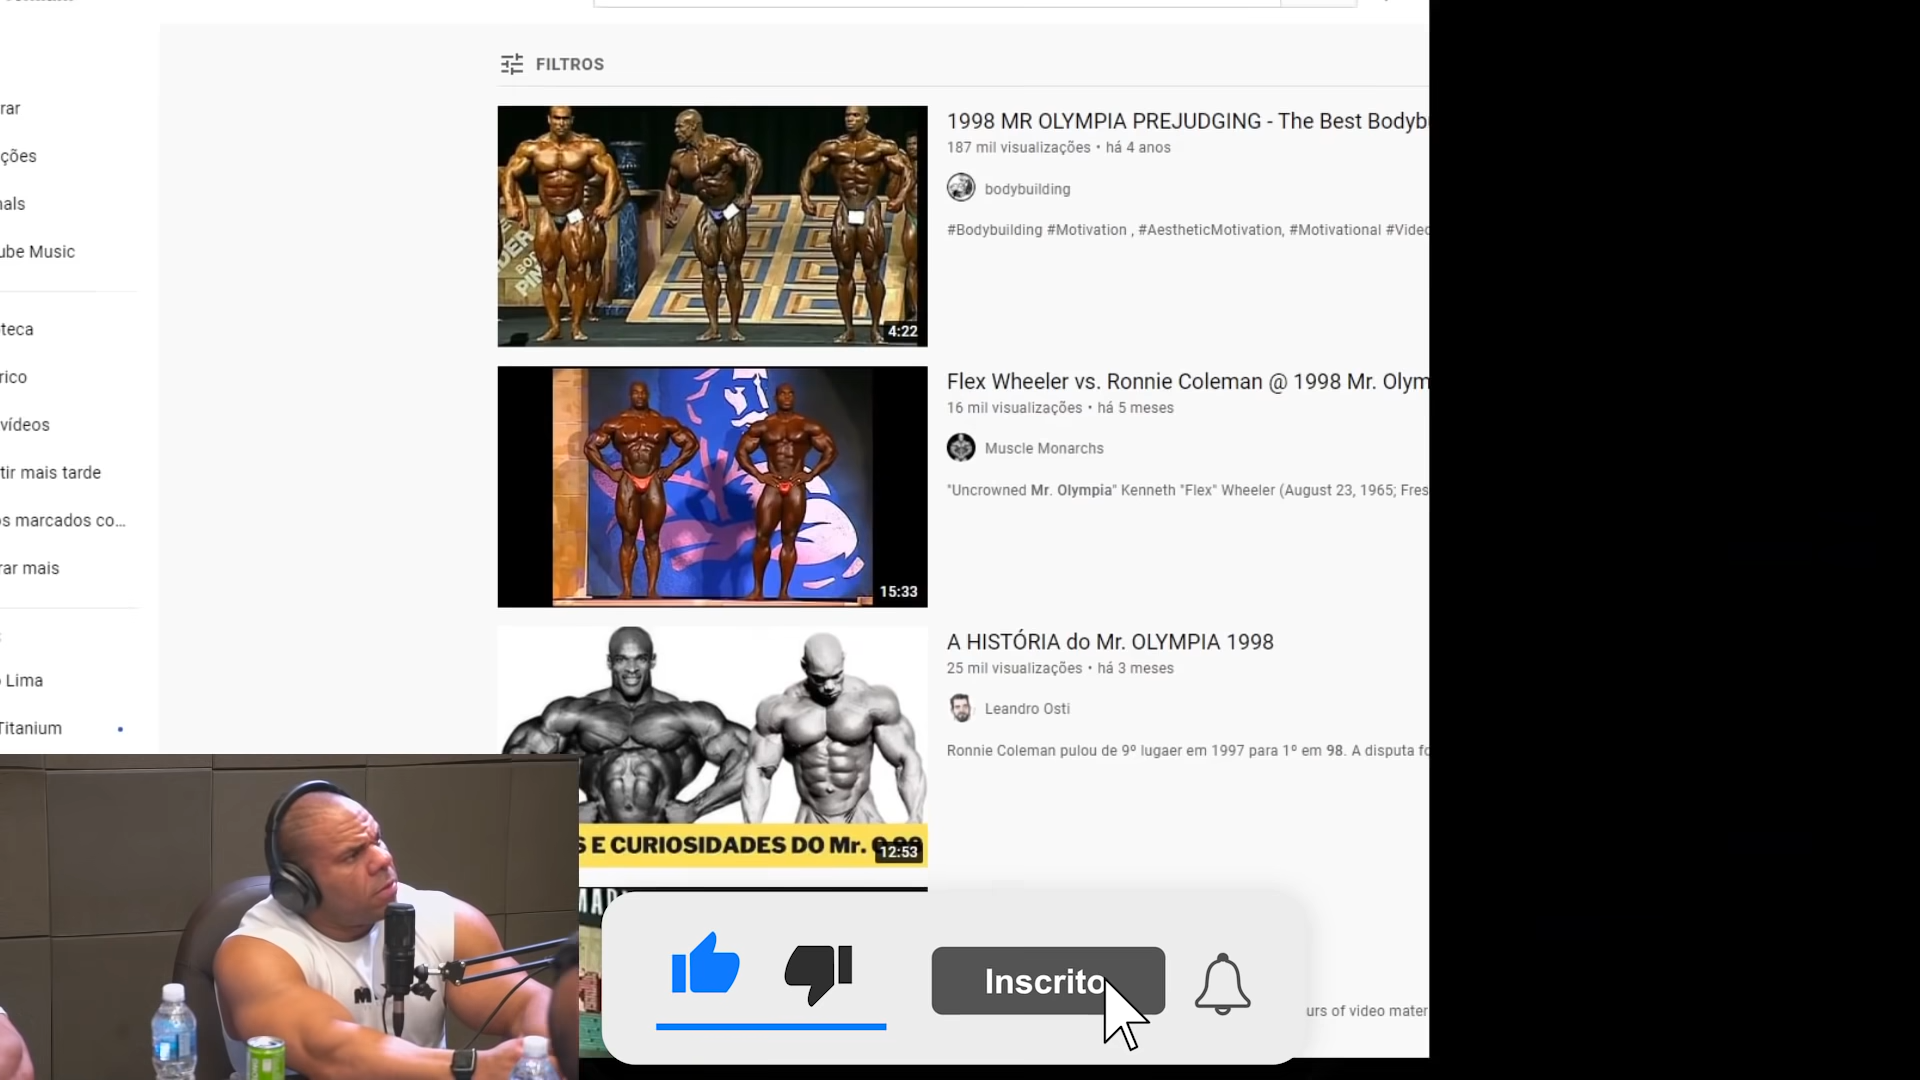 FILTROS
rar
ções
nals
ube Music
teca
rico
vídeos
tir mais tarde
os marcados co...
rar mais
Lima
Titanium
1998 MR OLYMPIA PREJUDGING - The Best Bodyb
187 mil visualizações • há 4 anos
bodybuilding
#Bodybuilding #Motivation , #AestheticMotivation, #Motivational #Video
4:22
Flex Wheeler vs. Ronnie Coleman @ 1998 Mr. Olym
16 mil visualizações • há 5 meses
Muscle Monarchs
"Uncrowned Mr. Olympia" Kenneth "Flex" Wheeler (August 23, 1965; Fres
15:33
A HISTÓRIA do Mr. OLYMPIA 1998
25 mil visualizações • há 3 meses
Leandro Osti
Ronnie Coleman pulou de 9º lugaer em 1997 para 1º em 98. A disputa fo
S E CURIOSIDADES DO Mr.
12:53
Inscrito
urs of video mater